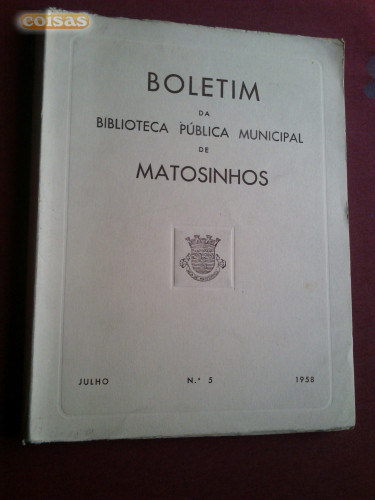 coisas
BOLETIM
DA
BIBLIOTECA PÚBLICA MUNICIPAL
DE
MATOSINHOS
JULHO N.º 5 1958